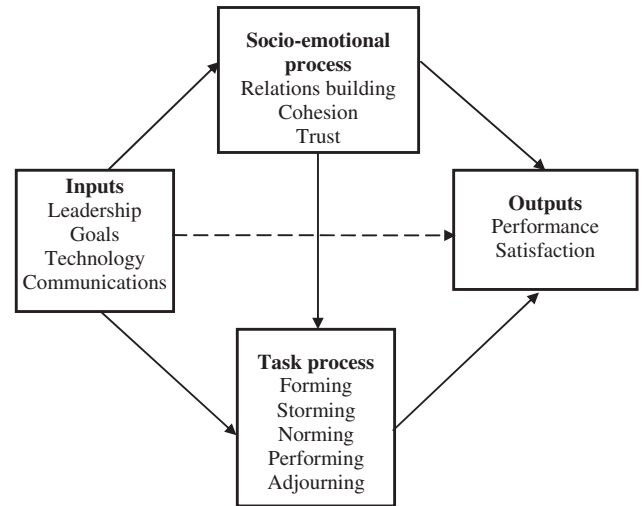 Socio-emotional
process
Relations building
Cohesion
Trust
Inputs
Leadership
Goals
Technology
Communications
Outputs
Performance
Satisfaction
Task process
Forming
Storming
Norming
Performing
Adjourning